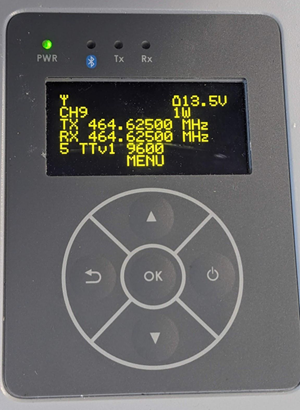 PWR Tx Rx
13.5V
CH9 1W
TX 464.62500 MHz
RX 464.62500 MHz
5 TTv1 9600
MENU
OK